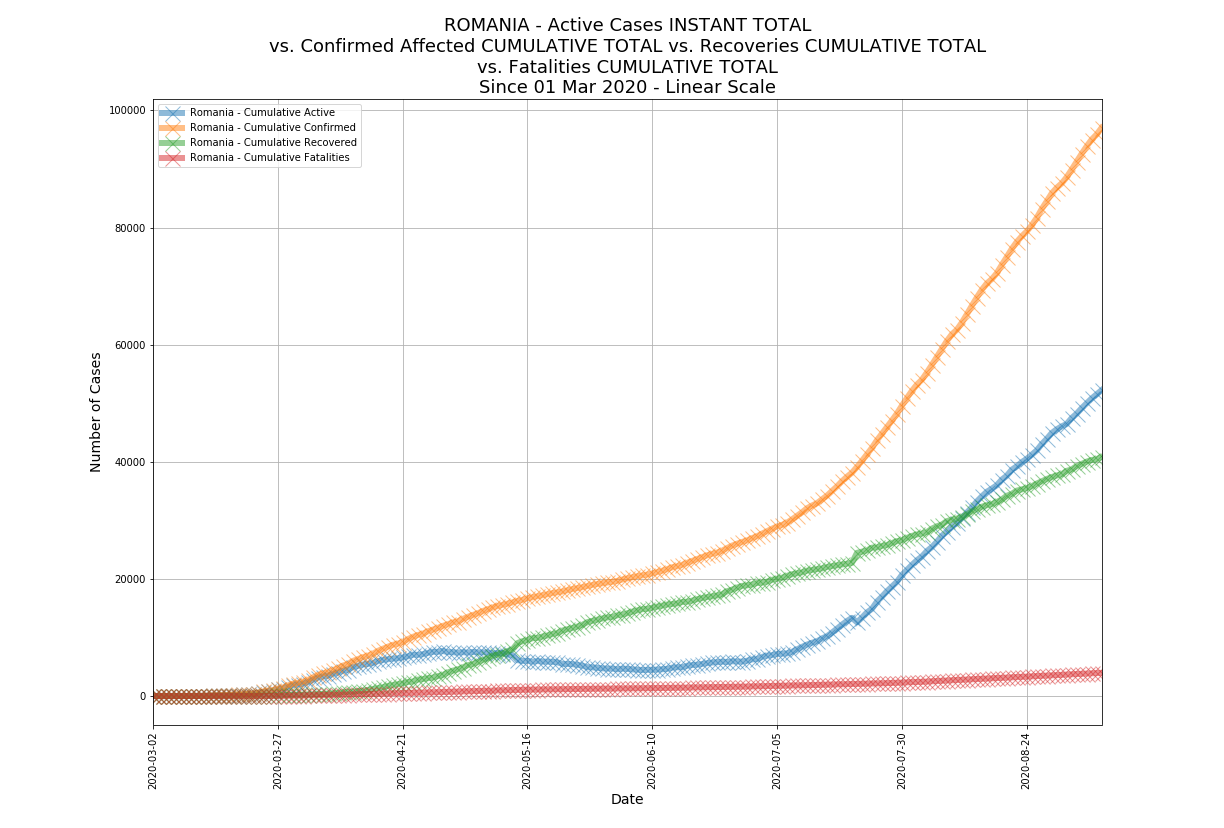 ROMANIA - Active Cases INSTANT TOTAL
vs. Confirmed Affected CUMULATIVE TOTAL vs. Recoveries CUMULATIVE TOTAL
vs. Fatalities CUMULATIVE TOTAL
Since 01 Mar 2020 - Linear Scale
Romania - Cumulative Active
Romania - Cumulative Confirmed
Romania - Cumulative Recovered
Romania - Cumulative Fatalities
100000
80000
60000
40000
20000
0
Number of Cases
2020-03-02
2020-03-27
2020-04-21
2020-05-16
2020-06-10
2020-07-05
2020-07-30
2020-08-24
Date